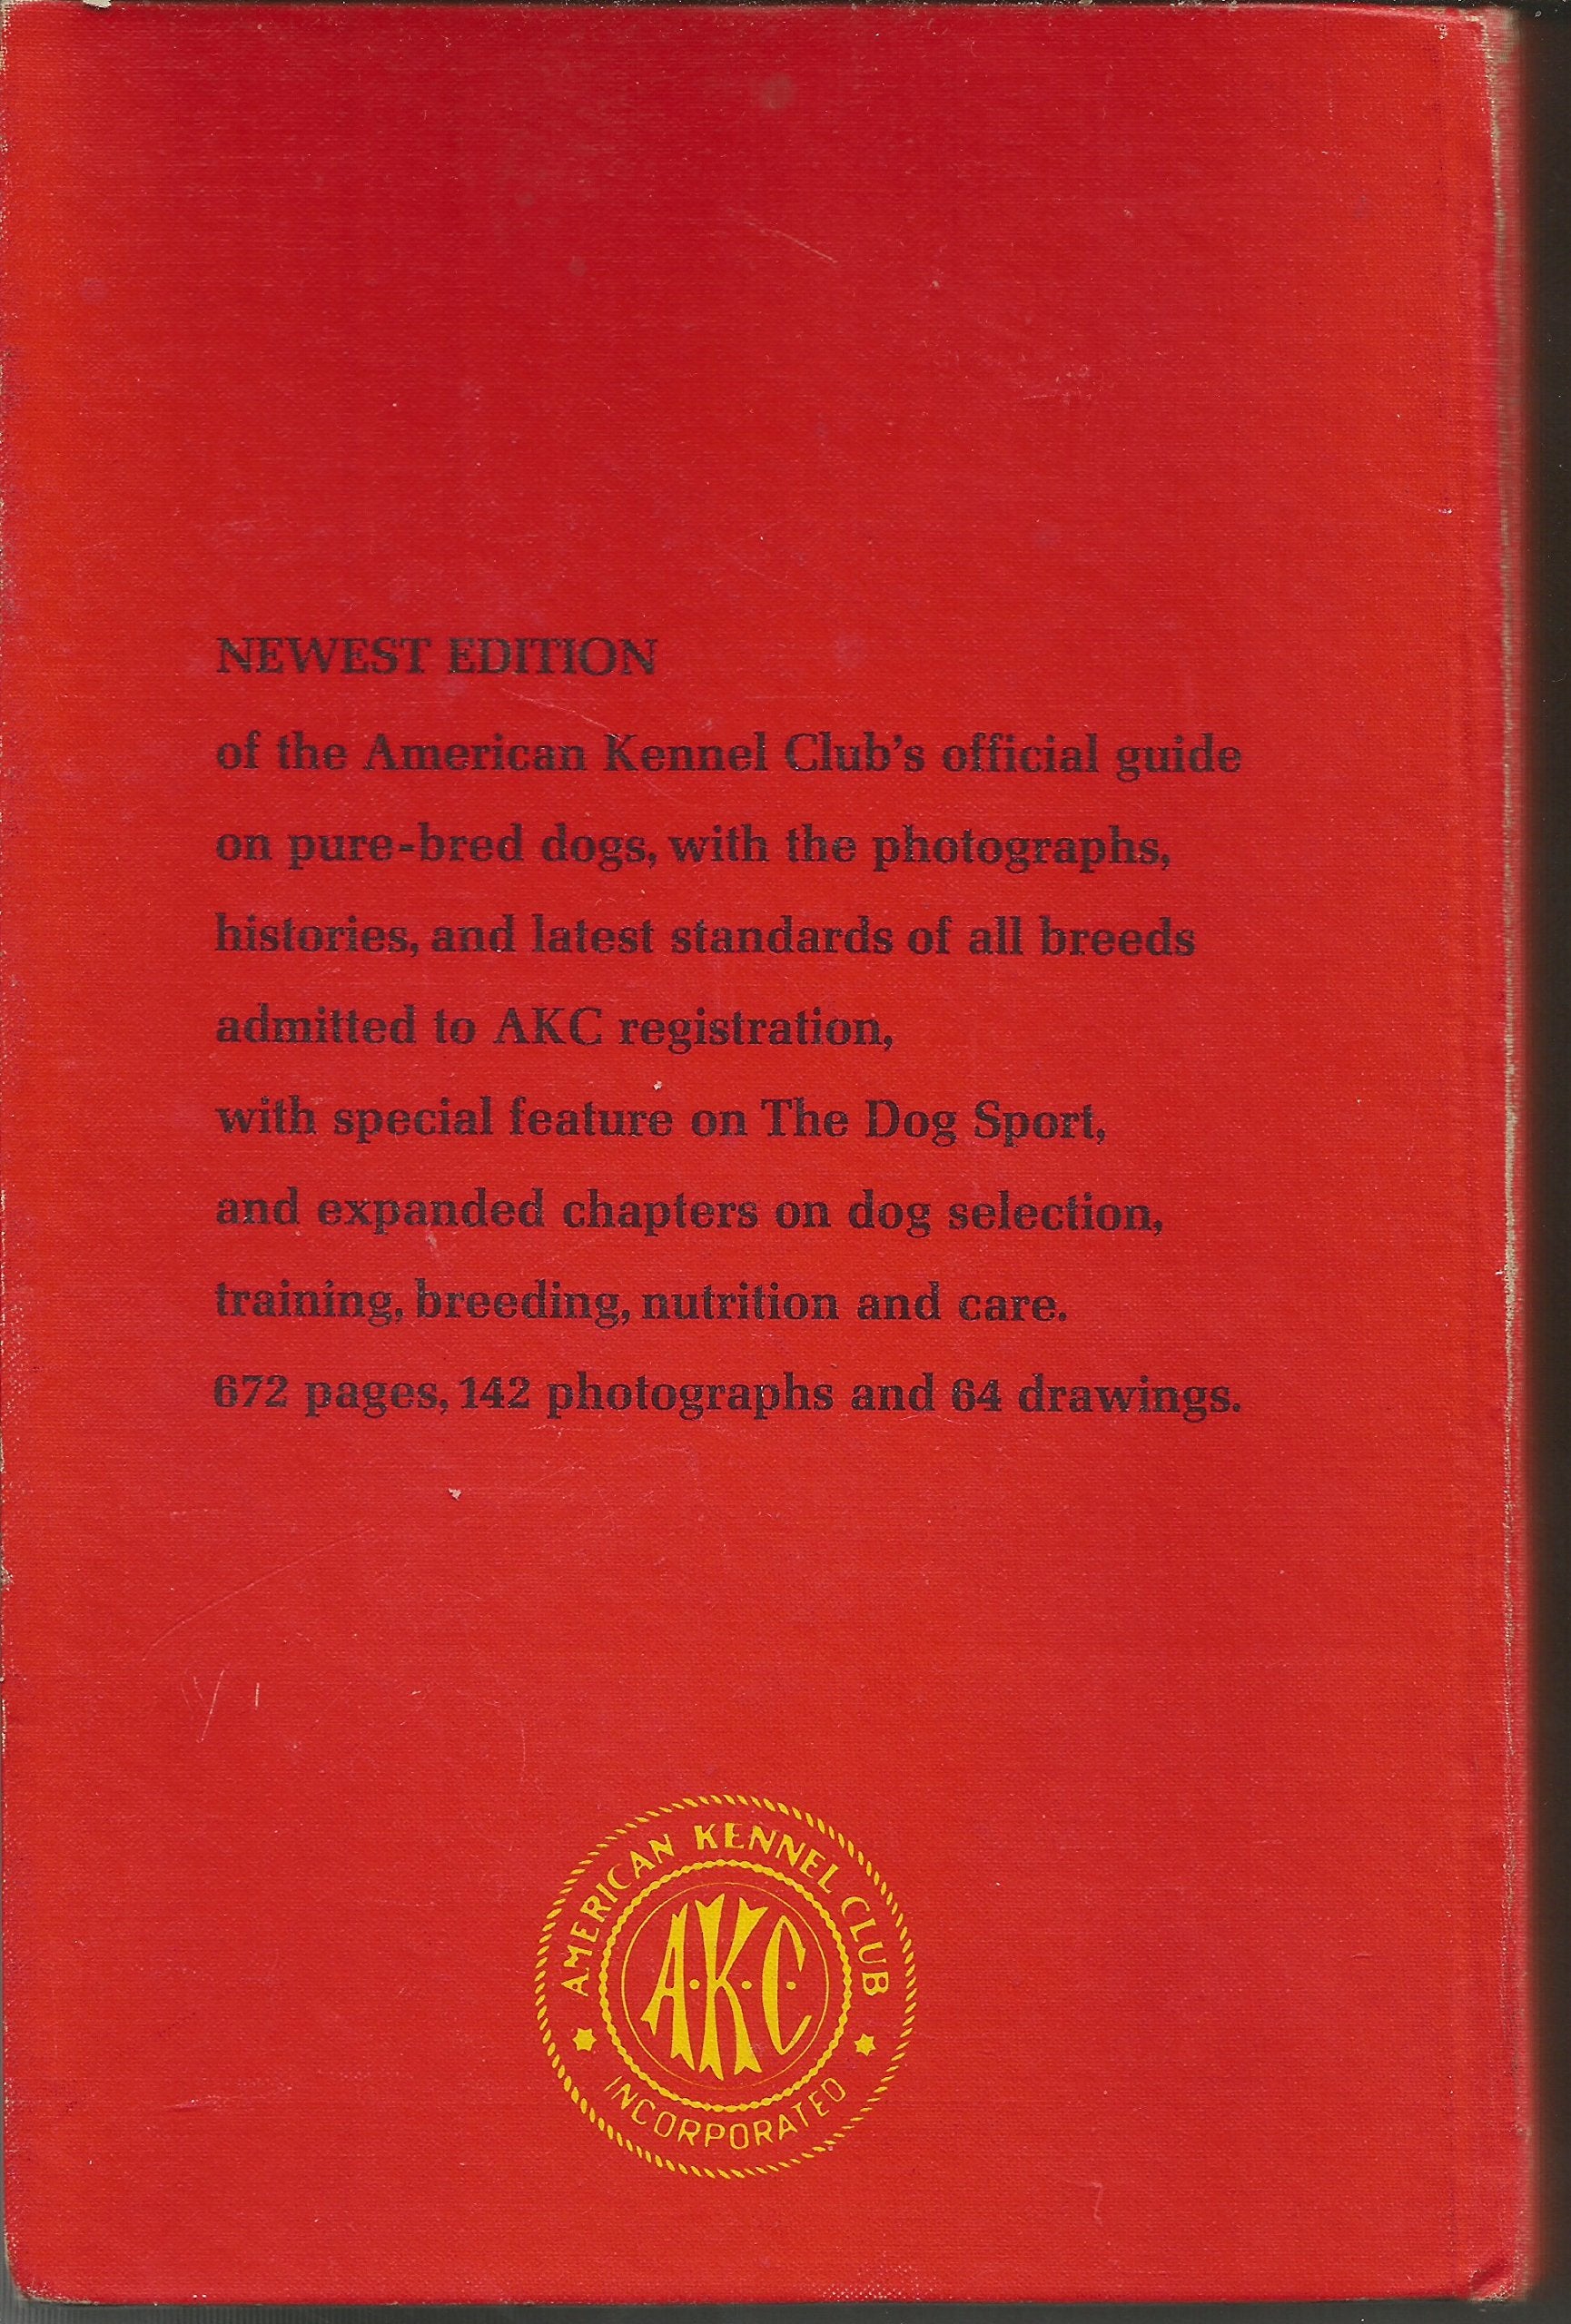 NEWEST EDITION
of the American Kennel Club's official guide
on pure-bred dogs, with the photographs,
histories, and latest standards of all breeds
admitted to AKC registration,
with special feature on The Dog Sport,
and expanded chapters on dog selection,
training, breeding, nutrition and care.
672 pages, 142 photographs and 64 drawings.
AMERICAN KENNEL CLUB
A·K·C·
INCORPORATED